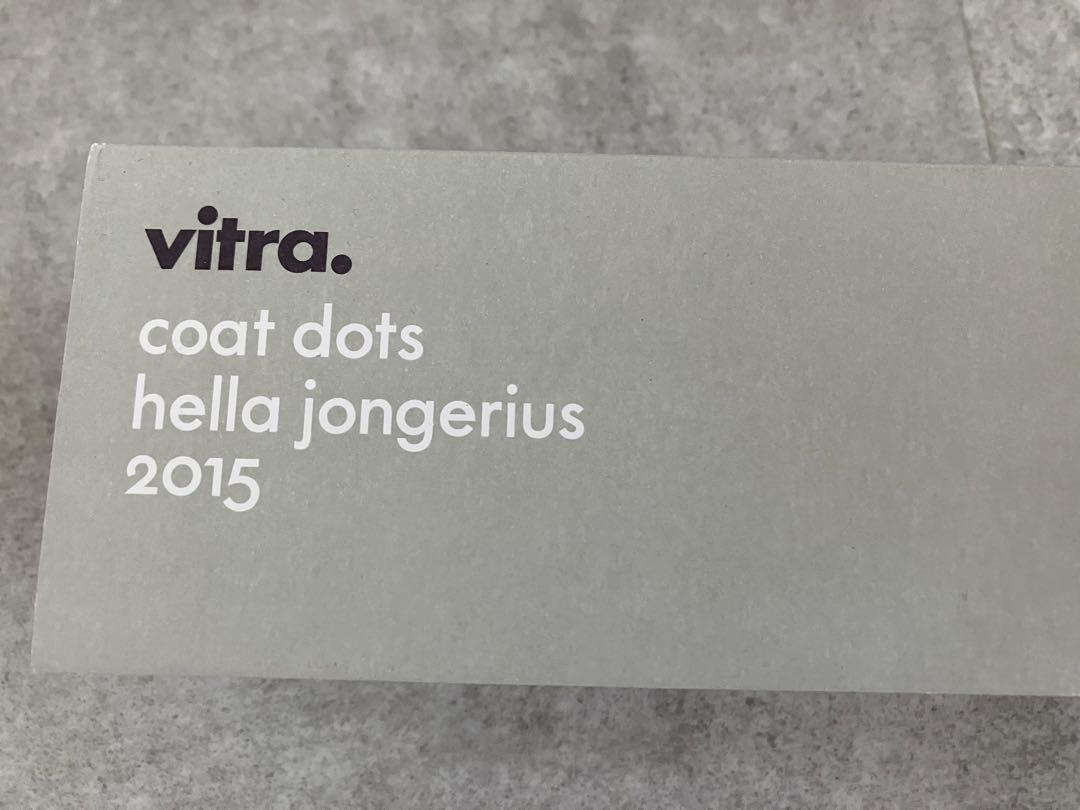 vitra.
coat dots
hella jongerius
2015